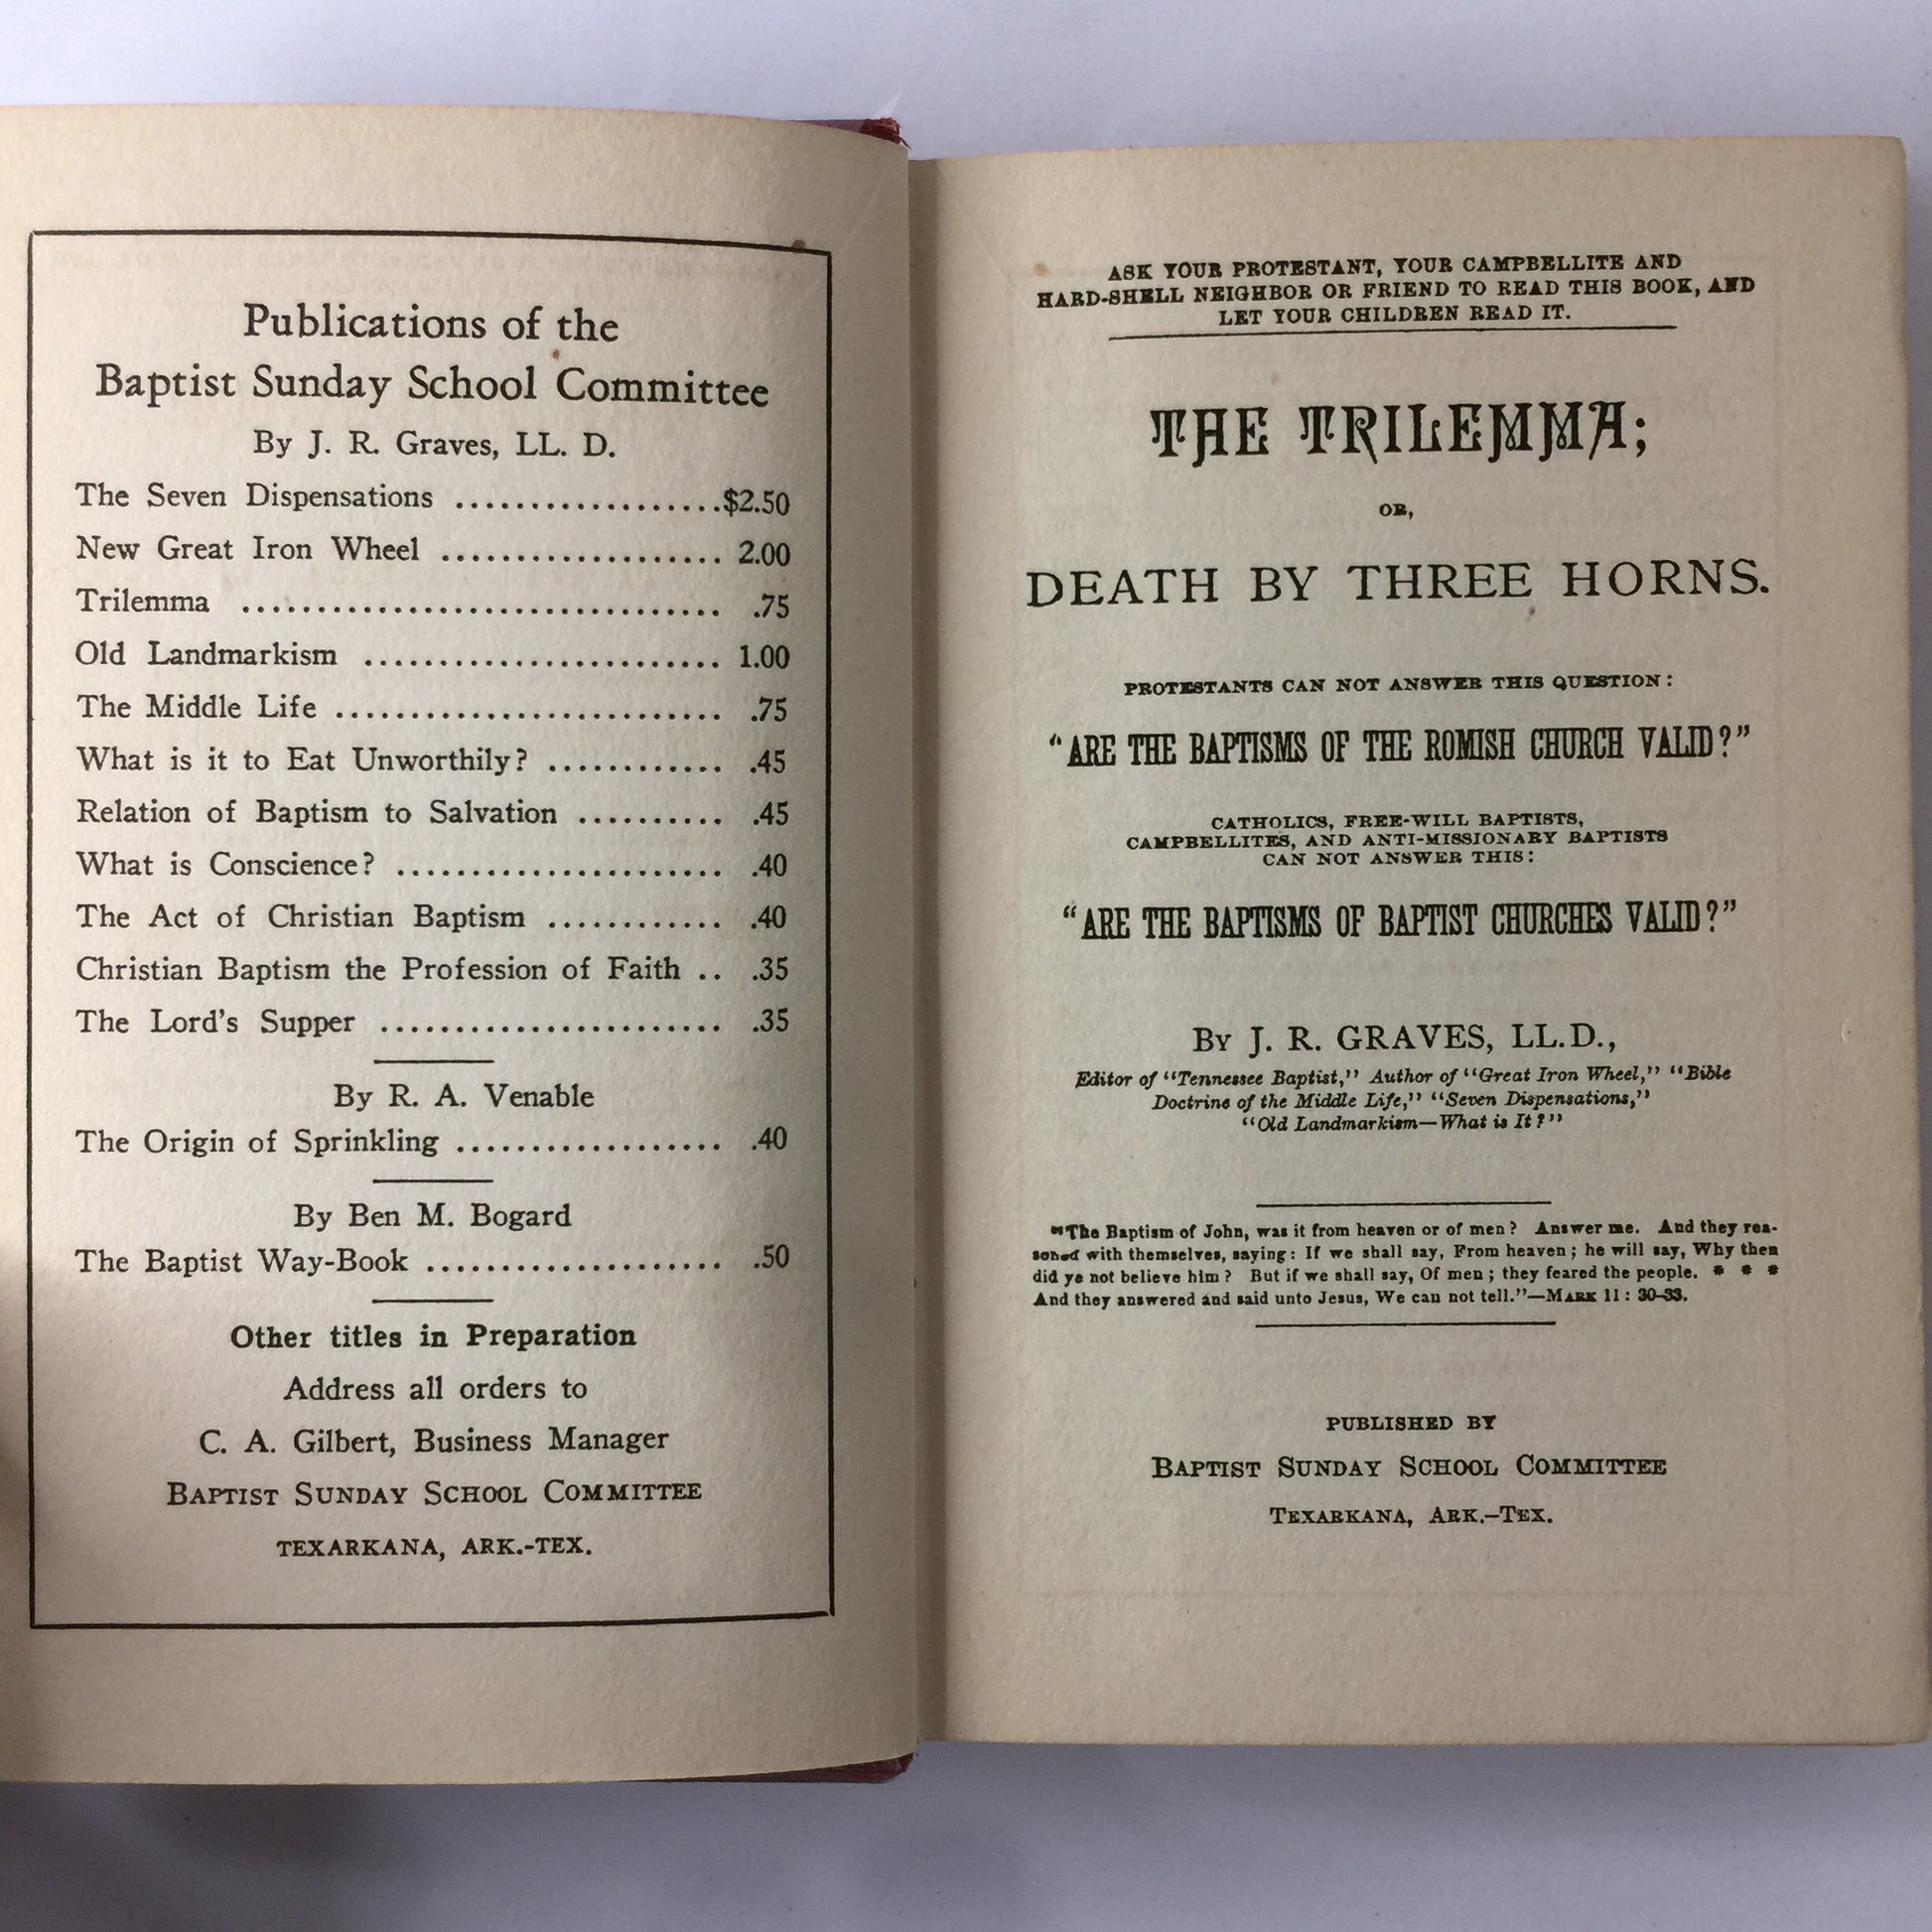 Publications of the
Baptist Sunday School Committee
By J. R. Graves, LL. D.
The Seven Dispensations ..................$2.50
New Great Iron Wheel ................... 2.00
Trilemma ................................ .75
Old Landmarkism ........................ 1.00
The Middle Life .......................... .75
What is it to Eat Unworthily? ............ .45
Relation of Baptism to Salvation .......... .45
What is Conscience? ...................... .40
The Act of Christian Baptism ............ .40
Christian Baptism the Profession of Faith .. .35
The Lord's Supper ....................... .35
By R. A. Venable
The Origin of Sprinkling .................. .40
By Ben M. Bogard
The Baptist Way-Book .................... .50
Other titles in Preparation
Address all orders to
C. A. Gilbert, Business Manager
BAPTIST SUNDAY SCHOOL COMMITTEE
TEXARKANA, ARK.-TEX.
ASK YOUR PROTESTANT, YOUR CAMPBELLITE AND
HARD-SHELL NEIGHBOR OR FRIEND TO READ THIS BOOK, AND
LET YOUR CHILDREN READ IT.
THE TRILEMMA;
OR,
DEATH BY THREE HORNS.
PROTESTANTS CAN NOT ANSWER THIS QUESTION:
"ARE THE BAPTISMS OF THE ROMISH CHURCH VALID?"
CATHOLICS, FREE-WILL BAPTISTS,
CAMPBELLITES, AND ANTI-MISSIONARY BAPTISTS
CAN NOT ANSWER THIS:
"ARE THE BAPTISMS OF BAPTIST CHURCHES VALID?"
BY J. R. GRAVES, LL.D.,
Editor of "Tennessee Baptist," Author of "Great Iron Wheel," "Bible
Doctrine of the Middle Life," "Seven Dispensations,"
"Old Landmarkism—What is It?"
"The Baptism of John, was it from heaven or of men? Answer me. And they rea-
soned with themselves, saying: If we shall say, From heaven; he will say, Why then
did ye not believe him? But if we shall say, Of men; they feared the people. * * *
And they answered and said unto Jesus, We can not tell."—MARK 11: 30-33.
PUBLISHED BY
BAPTIST SUNDAY SCHOOL COMMITTEE
TEXARKANA, ARK.-TEX.